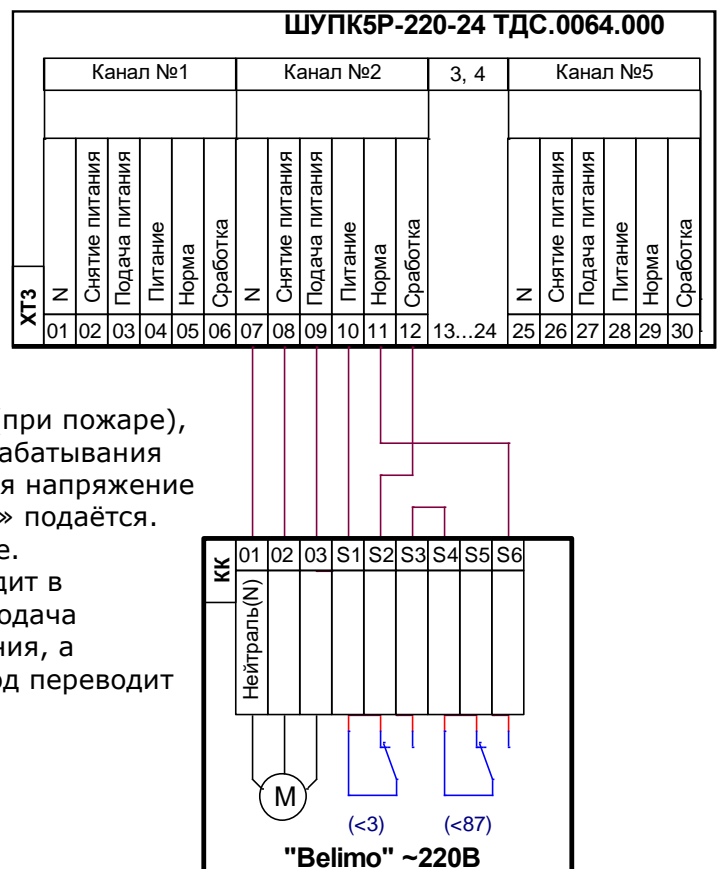 ШУПК5Р-220-24 ТДС.0064.000
Канал №1 Канал №2 3, 4 Канал №5
N Снятие питания Подача питания Питание Норма Сработка N Снятие питания Подача питания Питание Норма Сработка N Снятие питания Подача питания Питание Норма Сработка
ХТ3 01 02 03 04 05 06 07 08 09 10 11 12 13...24 25 26 27 28 29 30
при пожаре),
рабатывания
я напряжение
» подаётся.
е.
дит в
одача
ния, а
од переводит
КК 01 02 03 S1 S2 S3 S4 S5 S6
Нейтраль(N)
М
(<3) (<87)
"Belimo" ~220В